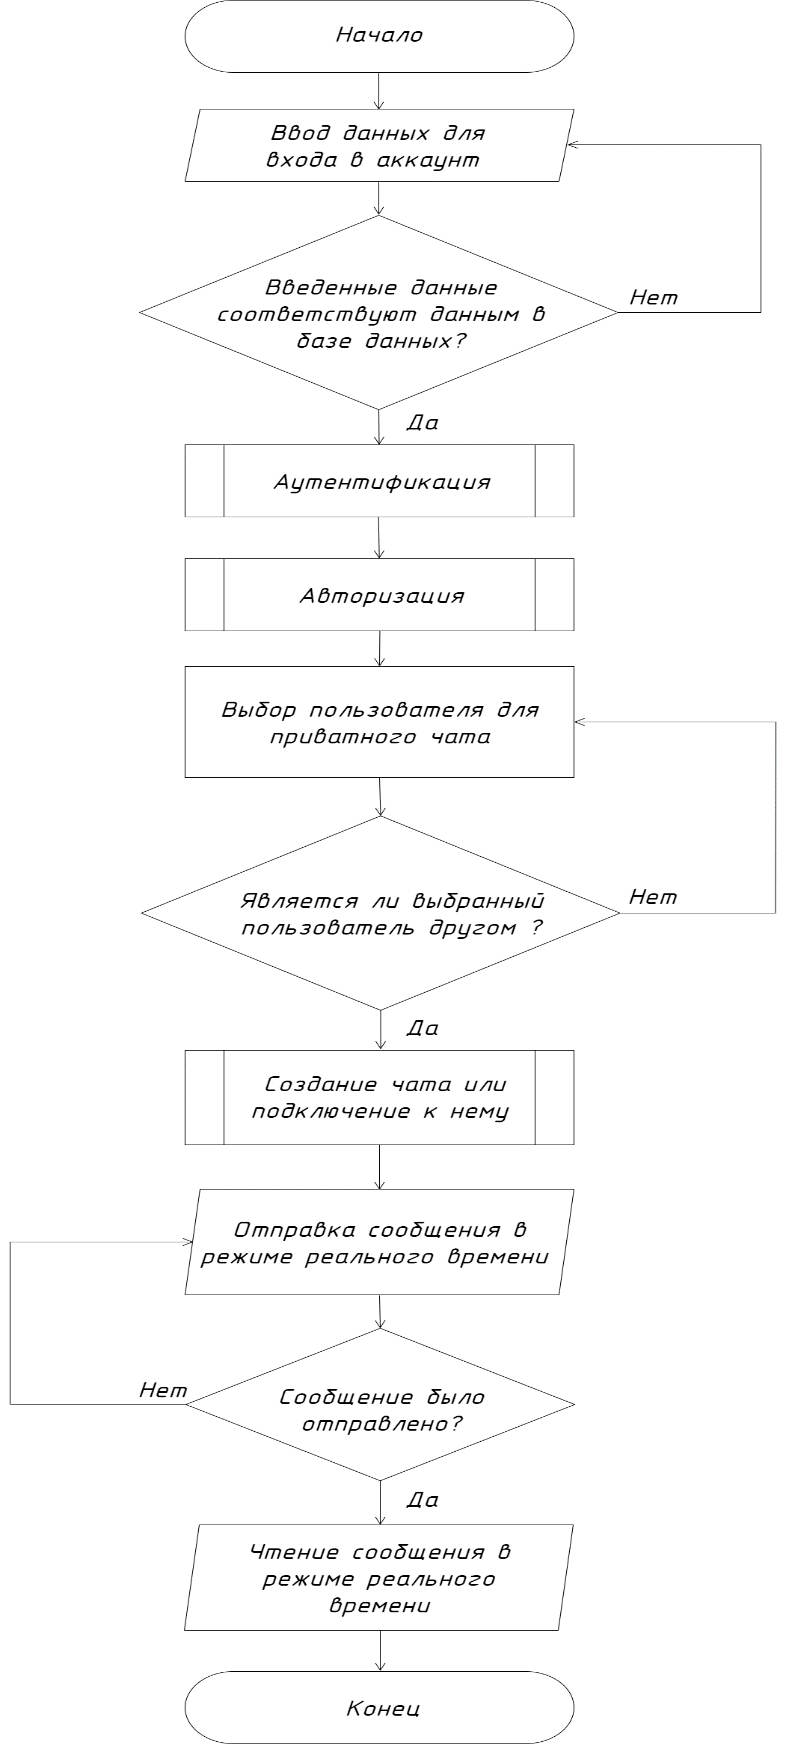 Начало
Ввод данных для
входа в аккаунт
Введенные данные
соответствуют данным в
базе данных?
Нет
Да
Аутентификация
Авторизация
Выбор пользователя для
приватного чата
Является ли выбранный
пользователь другом ?
Нет
Да
Создание чата или
подключение к нему
Отправка сообщения в
режиме реального времени
Нет
Сообщение было
отправлено?
Да
Чтение сообщения в
режиме реального
времени
Конец